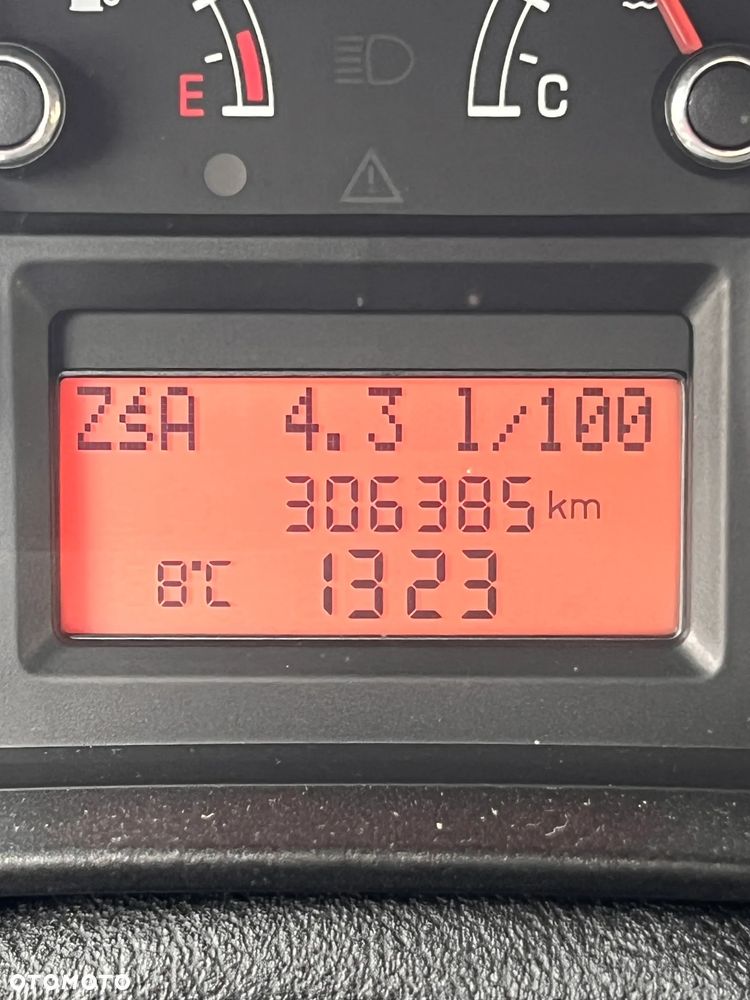 E
C
ZśA 4.3 l/100
306385 km
8°C 1323
OTOMOTO